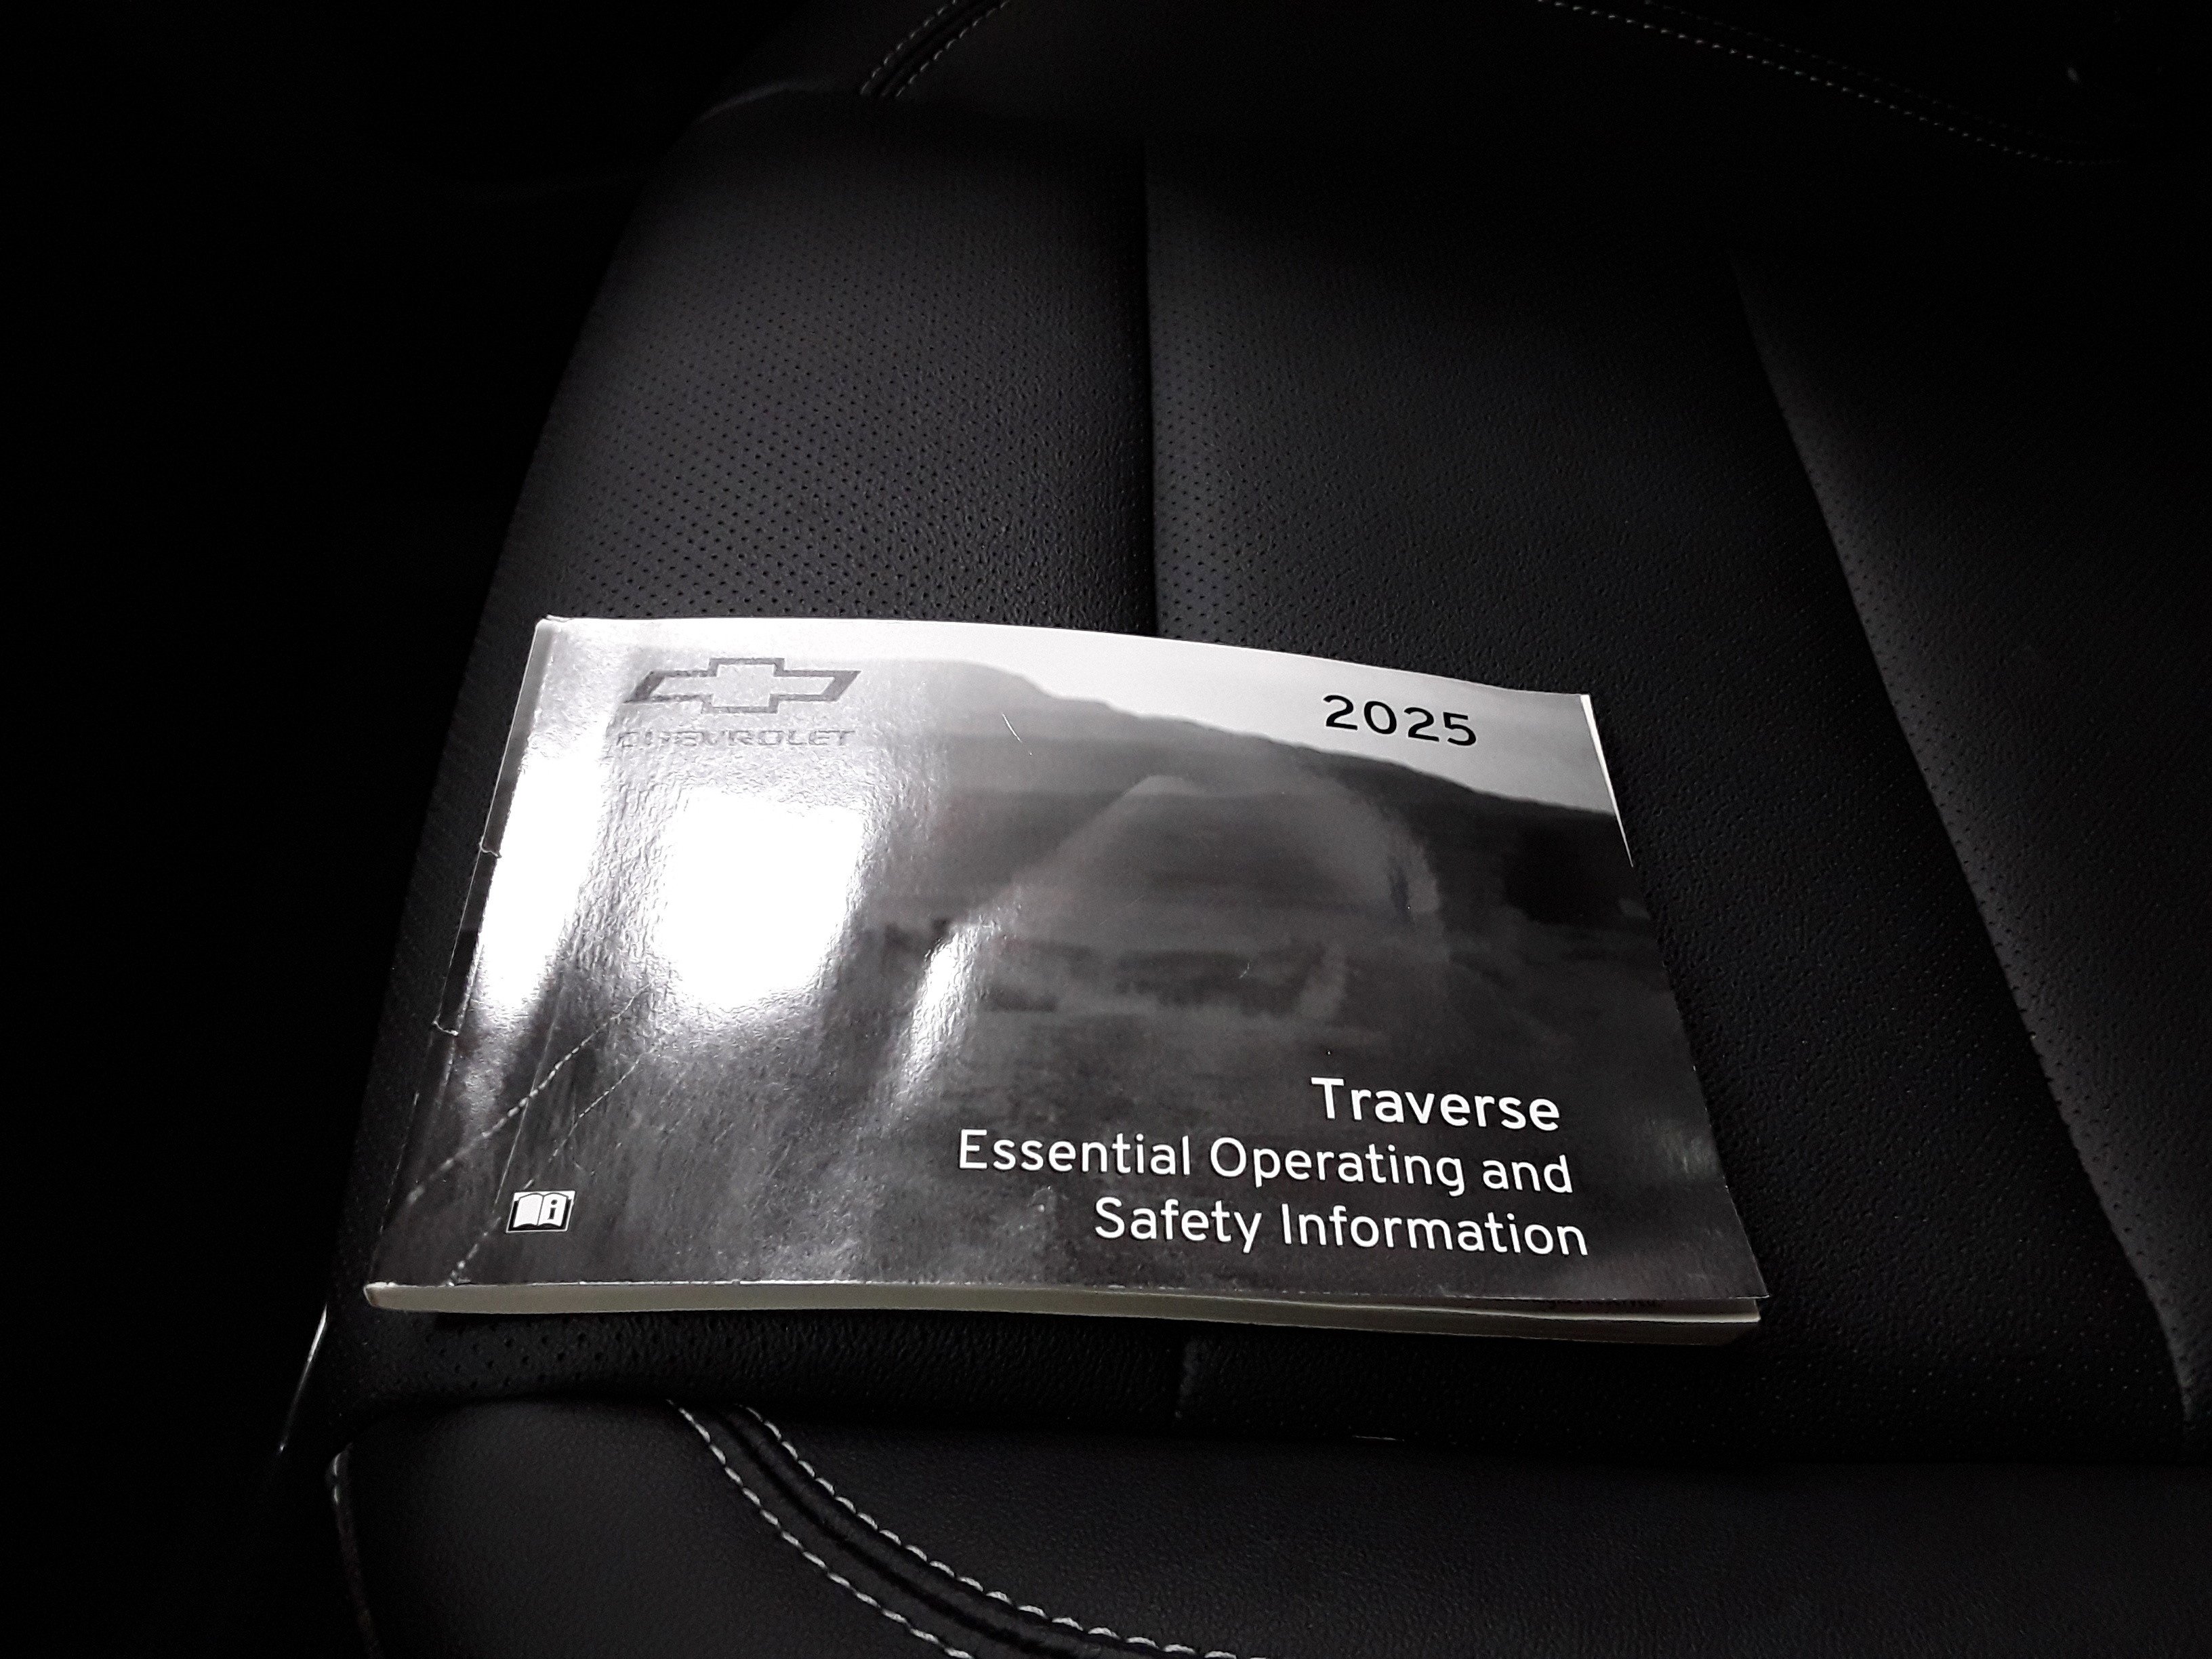 CHEVROLET
2025
Traverse
Essential Operating and
Safety Information